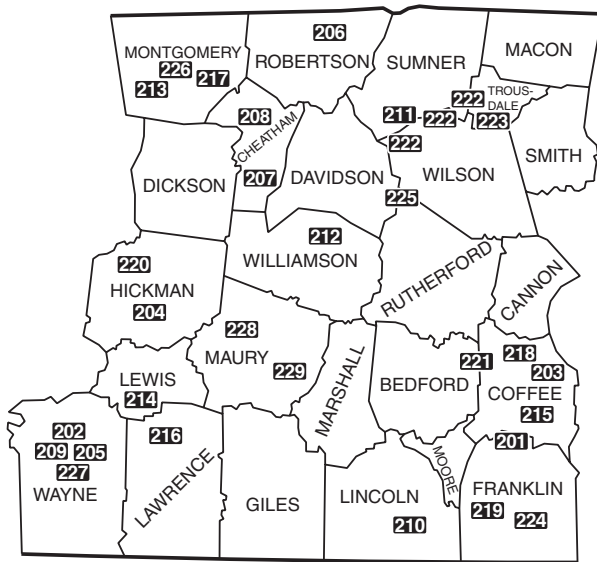 206
MONTGOMERY
ROBERTSON
SUMNER
MACON
226
213
217
208
CHEATHAM
211
222
222
222
TROUS-
DALE
223
SMITH
DICKSON
207
DAVIDSON
WILSON
225
212
WILLIAMSON
RUTHERFORD
CANNON
220
HICKMAN
204
228
MAURY
229
MARSHALL
221
BEDFORD
218
203
COFFEE
215
LEWIS
214
201
202
209
205
227
WAYNE
216
LAWRENCE
GILES
LINCOLN
210
MOORE
FRANKLIN
219
224